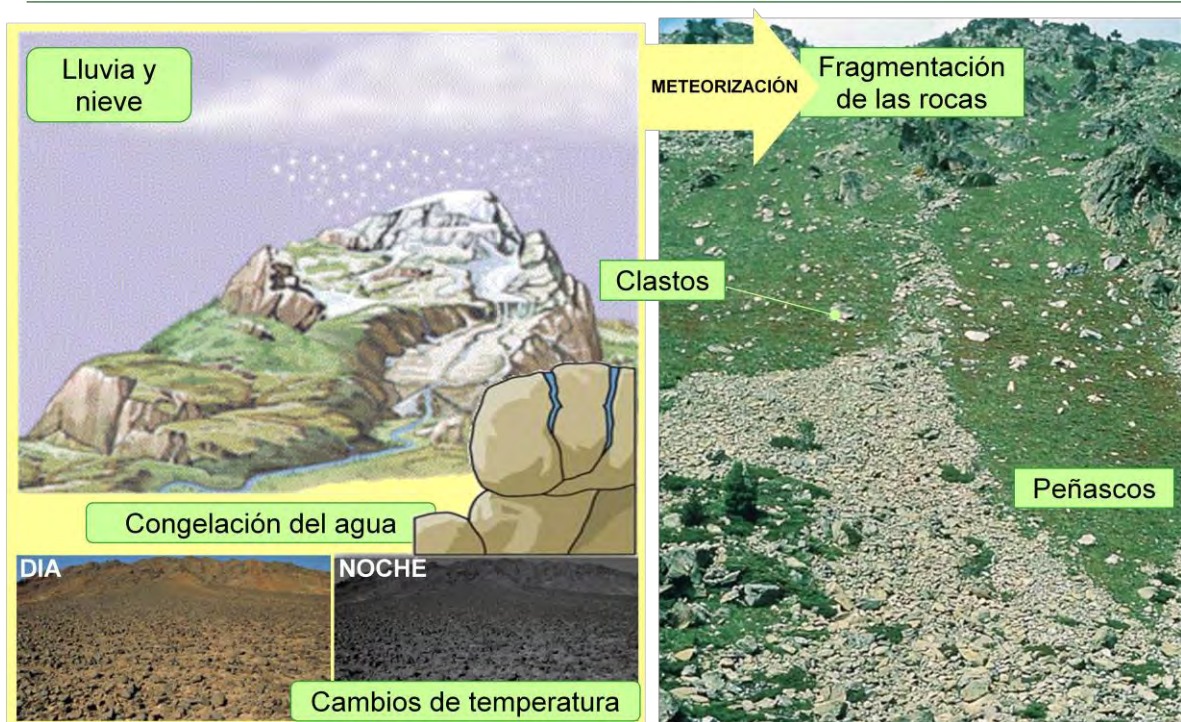 Lluvia y
nieve
METEORIZACIÓN
Fragmentación
de las rocas
Clastos
Peñascos
Congelación del agua
DIA
NOCHE
Cambios de temperatura